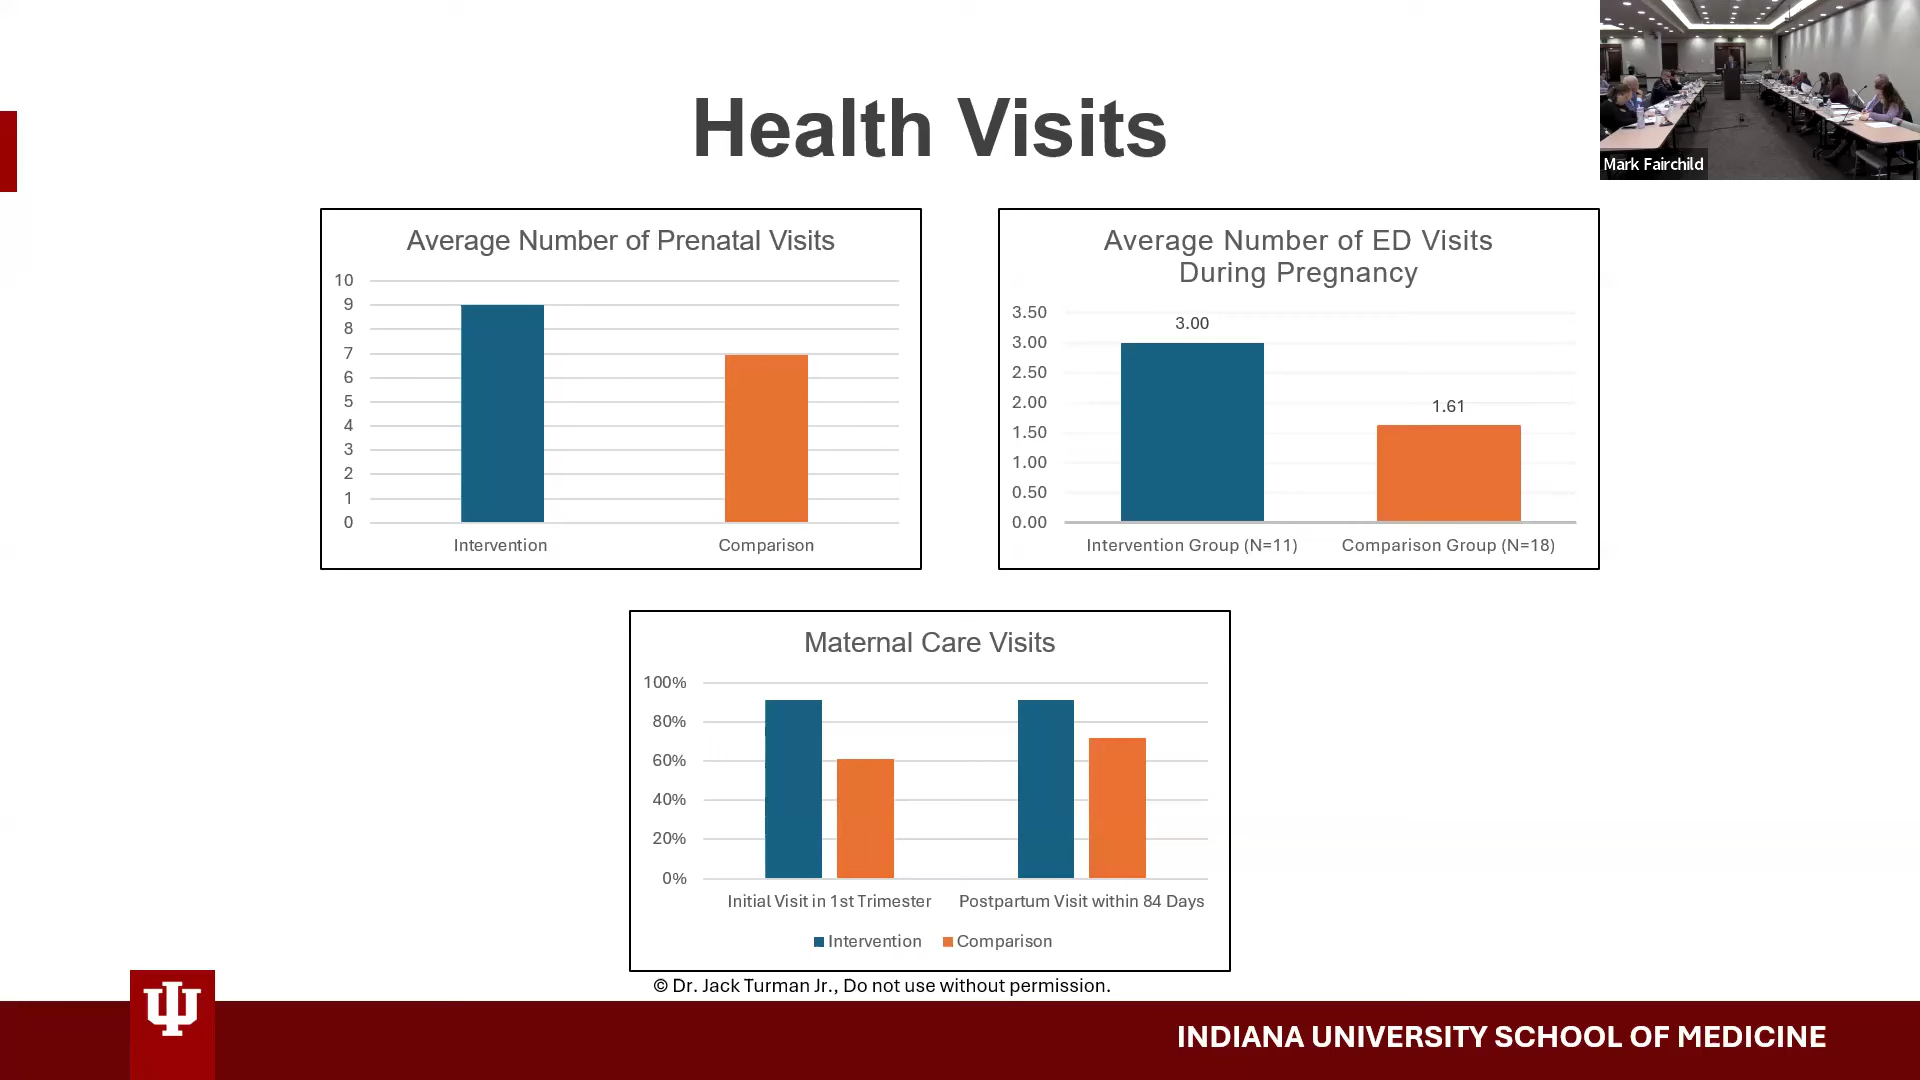 Health Visits
Mark Fairchild
Average Number of Prenatal Visits
10
9
8
7
6
5
4
3
2
1
0
Intervention
Comparison
Average Number of ED Visits
During Pregnancy
3.50
3.00
2.50
2.00
1.50
1.00
0.50
0.00
3.00
1.61
Intervention Group (N=11)
Comparison Group (N=18)
Maternal Care Visits
100%
80%
60%
40%
20%
0%
Initial Visit in 1st Trimester
Postpartum Visit within 84 Days
Intervention
Comparison
© Dr. Jack Turman Jr., Do not use without permission.
INDIANA UNIVERSITY SCHOOL OF MEDICINE